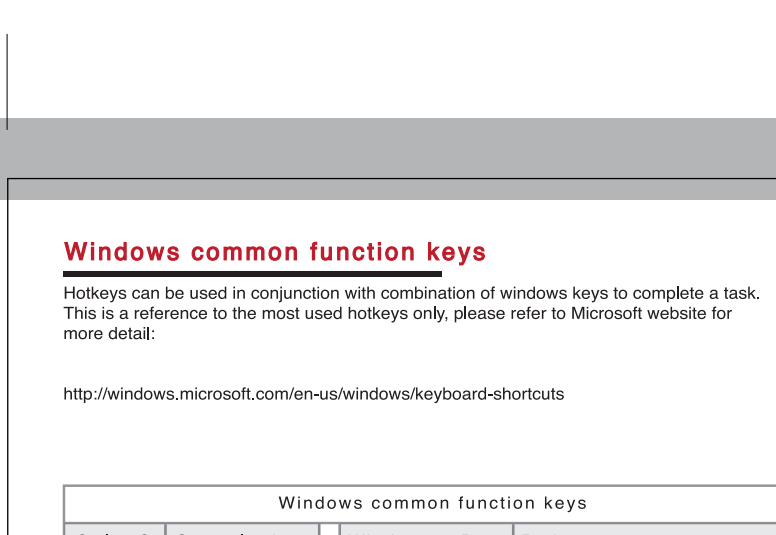 Windows common function keys
Hotkeys can be used in conjunction with combination of windows keys to complete a task.
This is a reference to the most used hotkeys only, please refer to Microsoft website for
more detail:
http://windows.microsoft.com/en-us/windows/keyboard-shortcuts
Windows common function keys